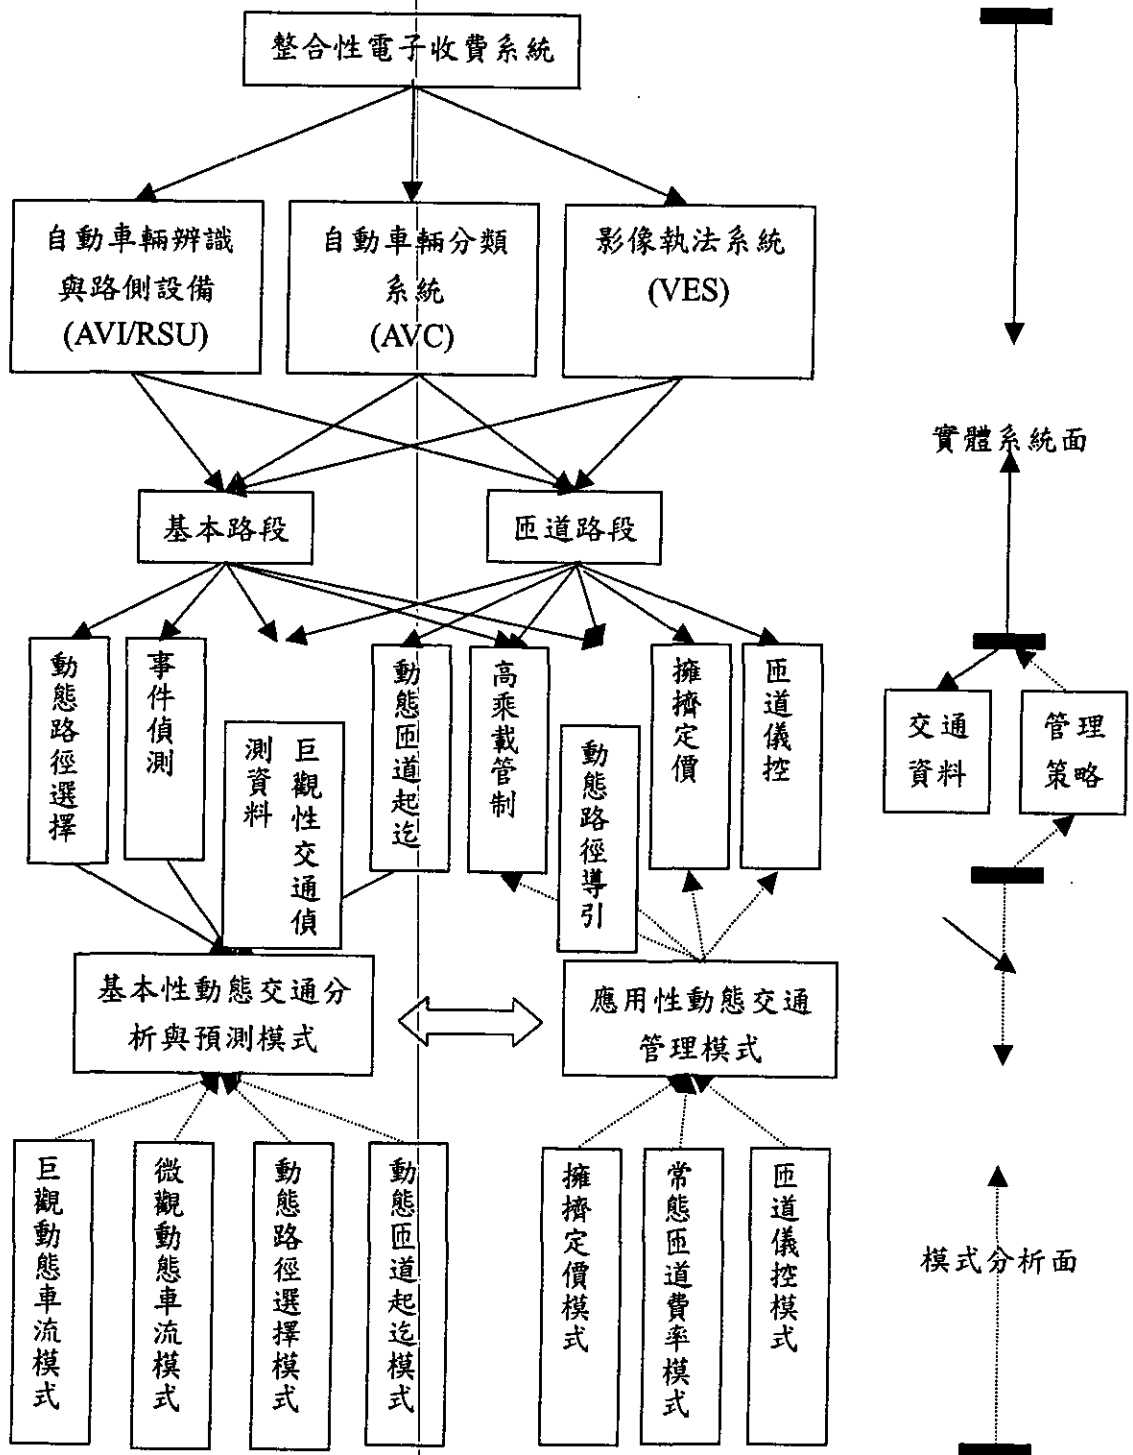 整合性電子收費系統
自動車輛辨識
與路側設備
(AVI/RSU)
自動車輛分類
系統
(AVC)
影像執法系統
(VES)
實體系統面
基本路段
匝道路段
動態路徑選擇
事件偵測
巨觀性交通偵
測資料
動態匝道起迄
高乘載管制
動態路徑導引
擁擠定價
匝道儀控
交通
資料
管理
策略
基本性動態交通分
析與預測模式
應用性動態交通
管理模式
巨觀動態車流模式
微觀動態車流模式
動態路徑選擇模式
動態匝道起迄模式
擁擠定價模式
常態匝道費率模式
匝道儀控模式
模式分析面